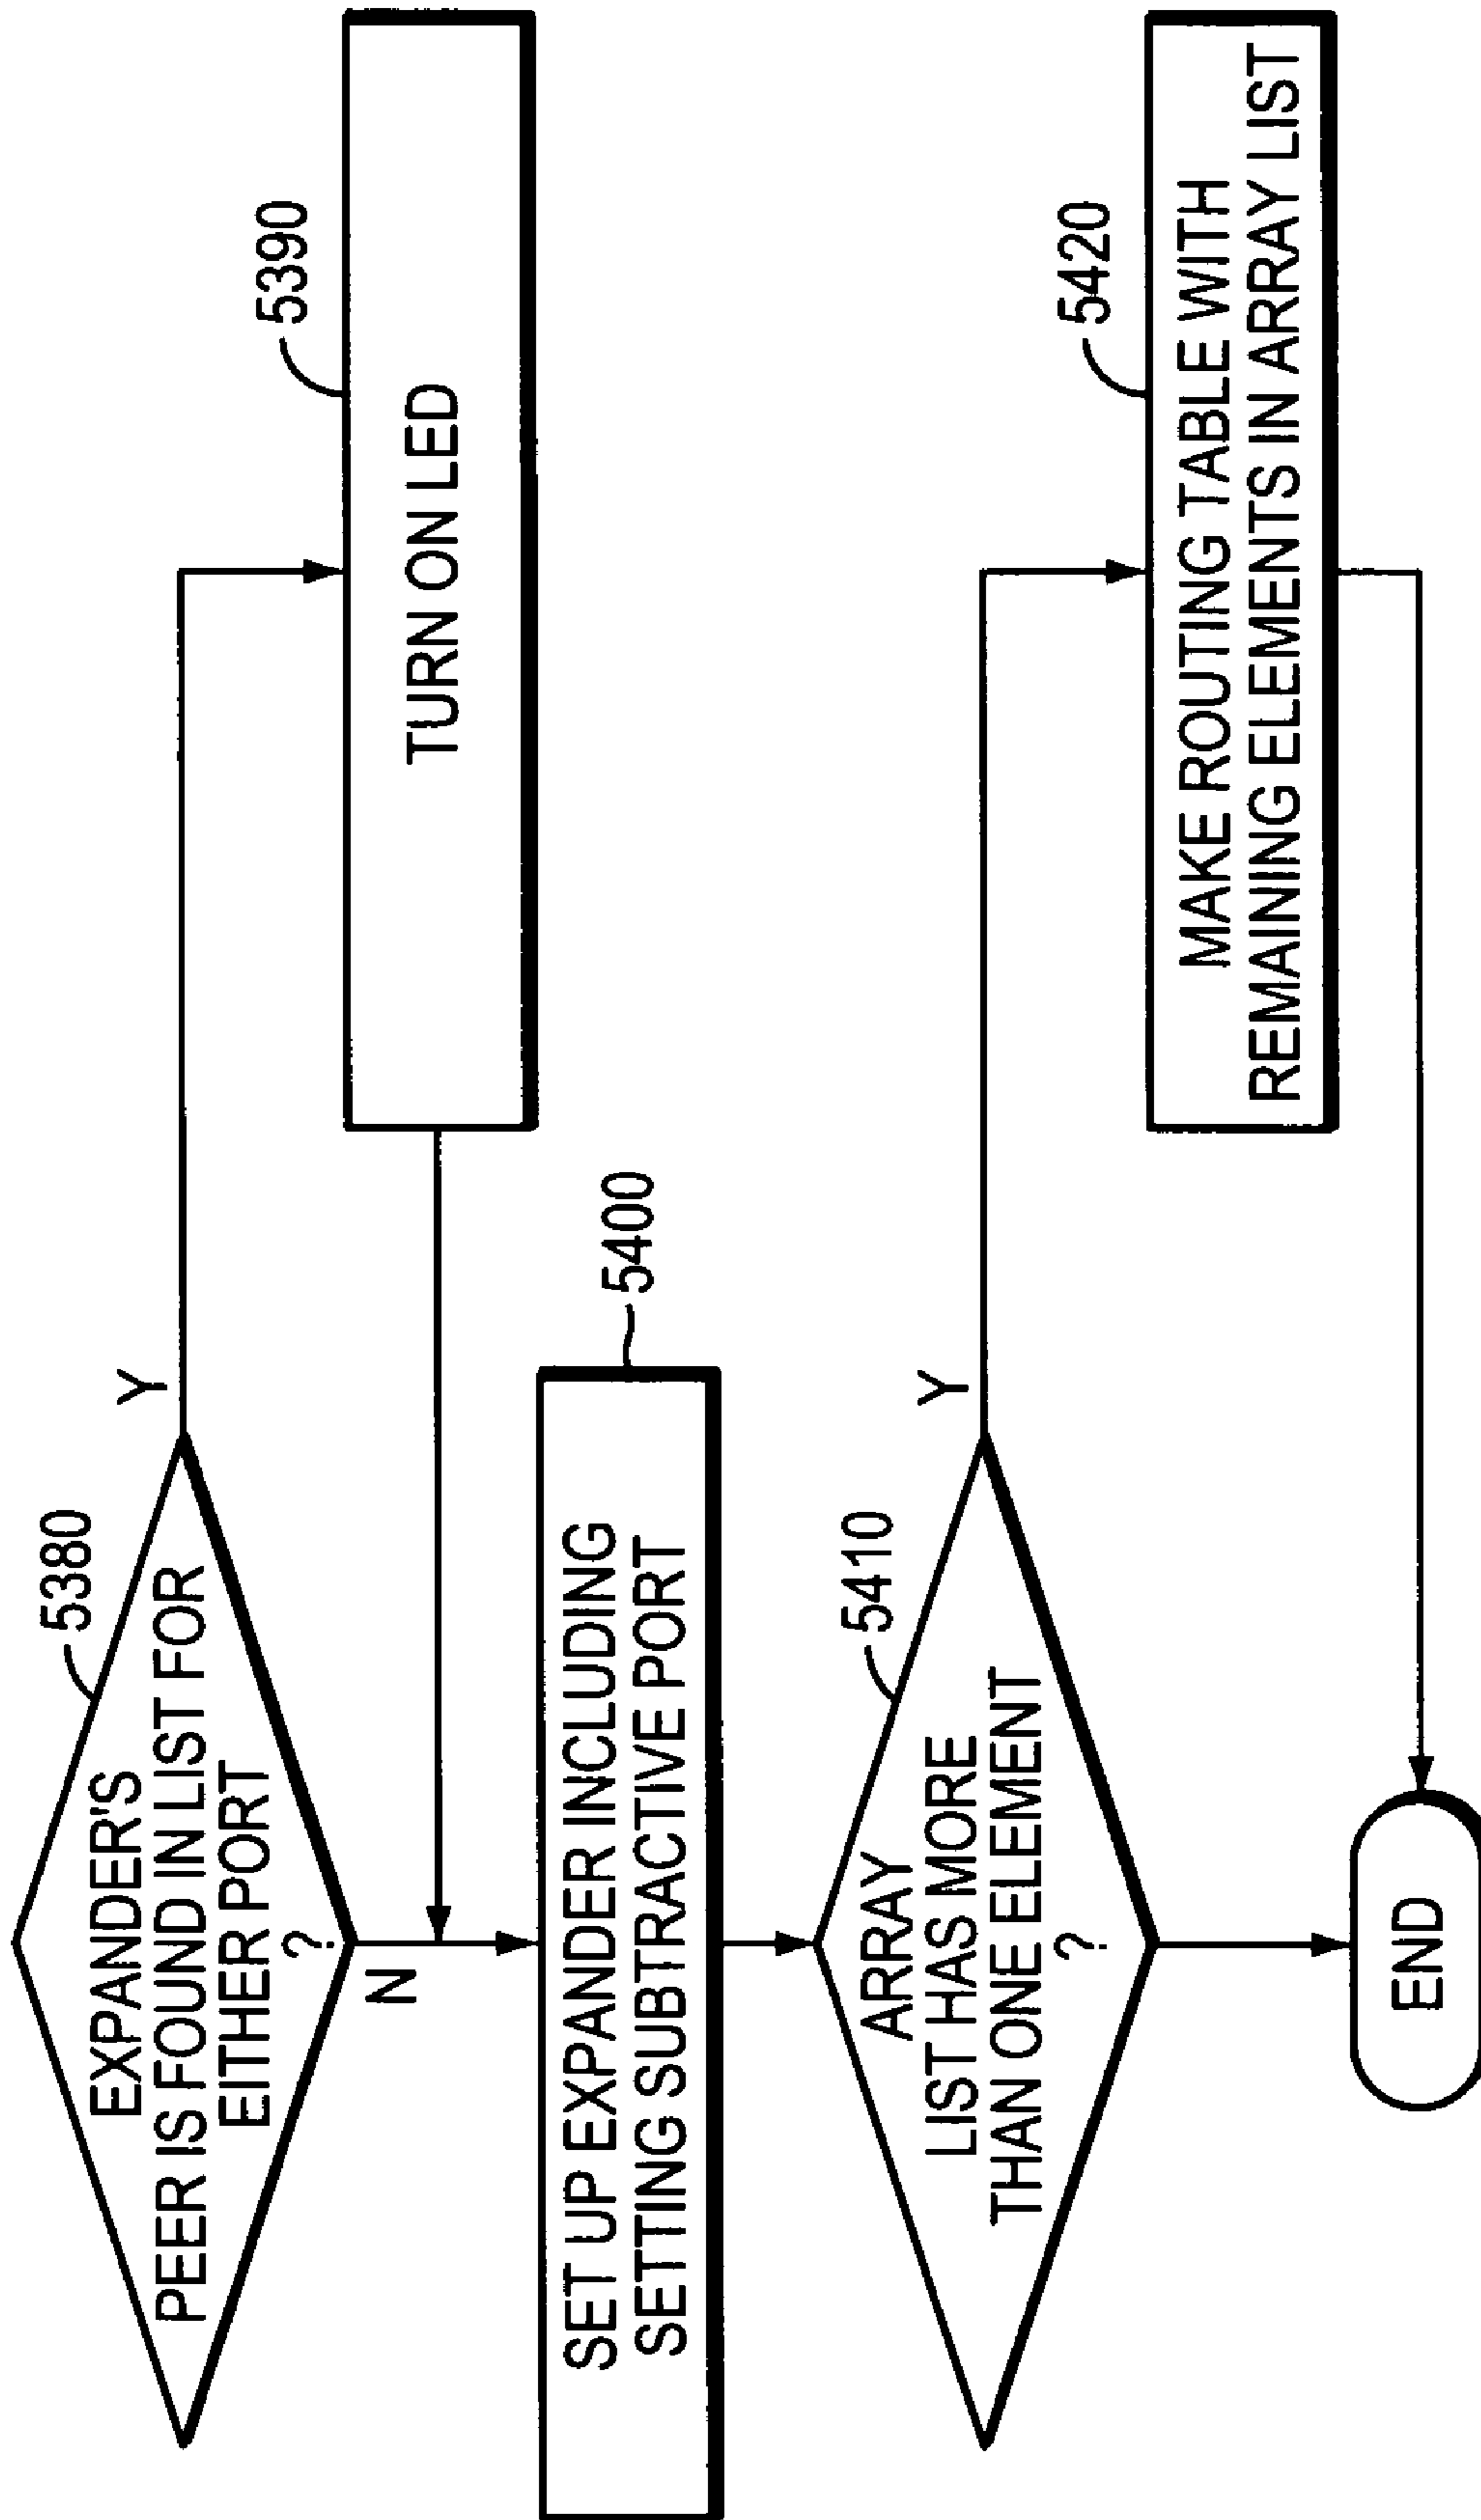 5380
EXPANDER'S
PEER IS FOUND IN LIST FOR
EITHER PORT
?
Y
N
5390
TURN ON LED
5400
SET UP EXPANDER INCLUDING
SETTING SUBTRACTIVE PORT
5410
ARRAY
LIST HAS MORE
THAN ONE ELEMENT
?
Y
5420
MAKE ROUTING TABLE WITH
REMAINING ELEMENTS IN ARRAY LIST
END